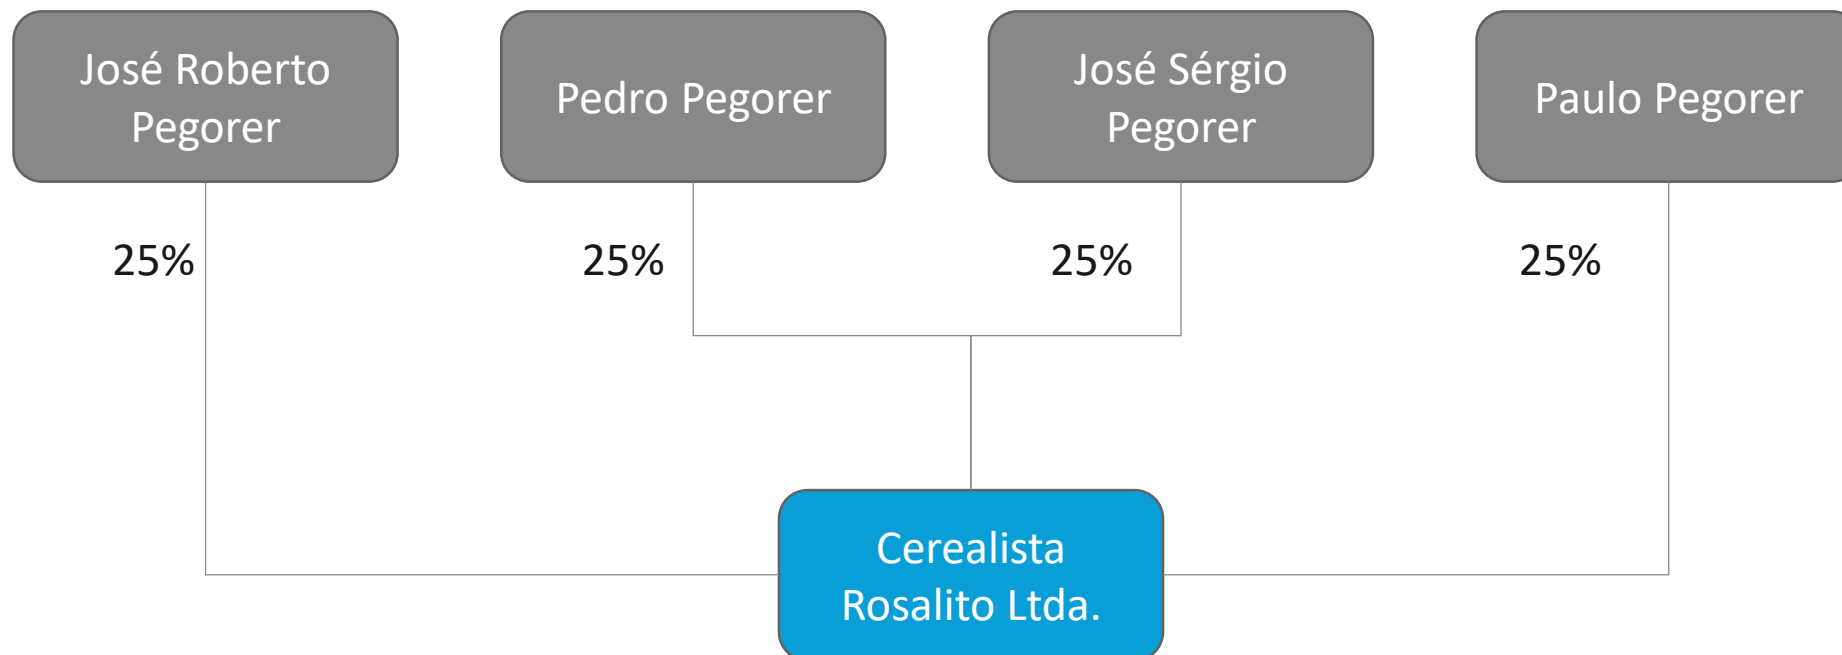 José Roberto
Pegorer
Pedro Pegorer
José Sérgio
Pegorer
Paulo Pegorer
25%
25%
25%
25%
Cerealista
Rosalito Ltda.